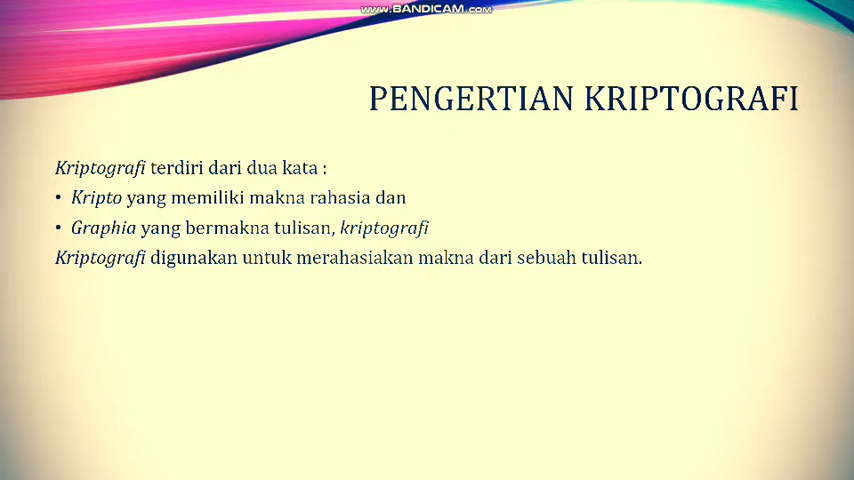 www.BANDICAM.com
PENGERTIAN KRIPTOGRAFI
Kriptografi terdiri dari dua kata :
• Kripto yang memiliki makna rahasia dan
• Graphia yang bermakna tulisan, kriptografi
Kriptografi digunakan untuk merahasiakan makna dari sebuah tulisan.